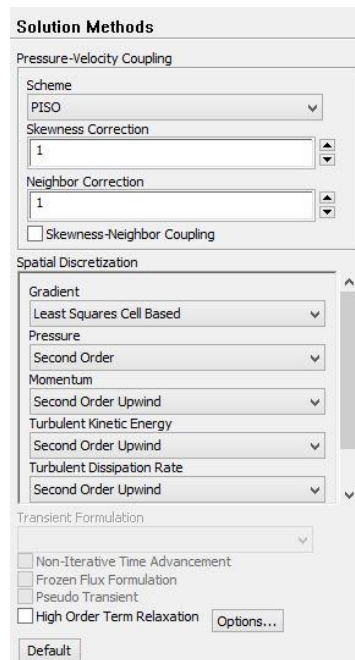 Solution Methods
Pressure-Velocity Coupling
Scheme
PISO
Skewness Correction
1
Neighbor Correction
1
Skewness-Neighbor Coupling
Spatial Discretization
Gradient
Least Squares Cell Based
Pressure
Second Order
Momentum
Second Order Upwind
Turbulent Kinetic Energy
Second Order Upwind
Turbulent Dissipation Rate
Second Order Upwind
Transient Formulation
Non-Iterative Time Advancement
Frozen Flux Formulation
Pseudo Transient
High Order Term Relaxation Options...
Default